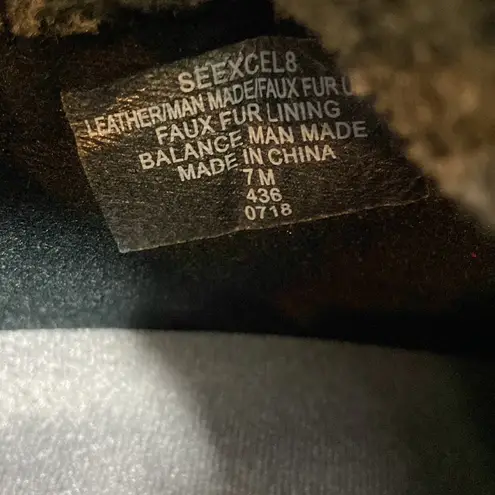 SEEXCEL8
LEATHER/MAN MADE/FAUX FUR U
FAUX FUR LINING
BALANCE MAN MADE
MADE IN CHINA
7 M
436
0718